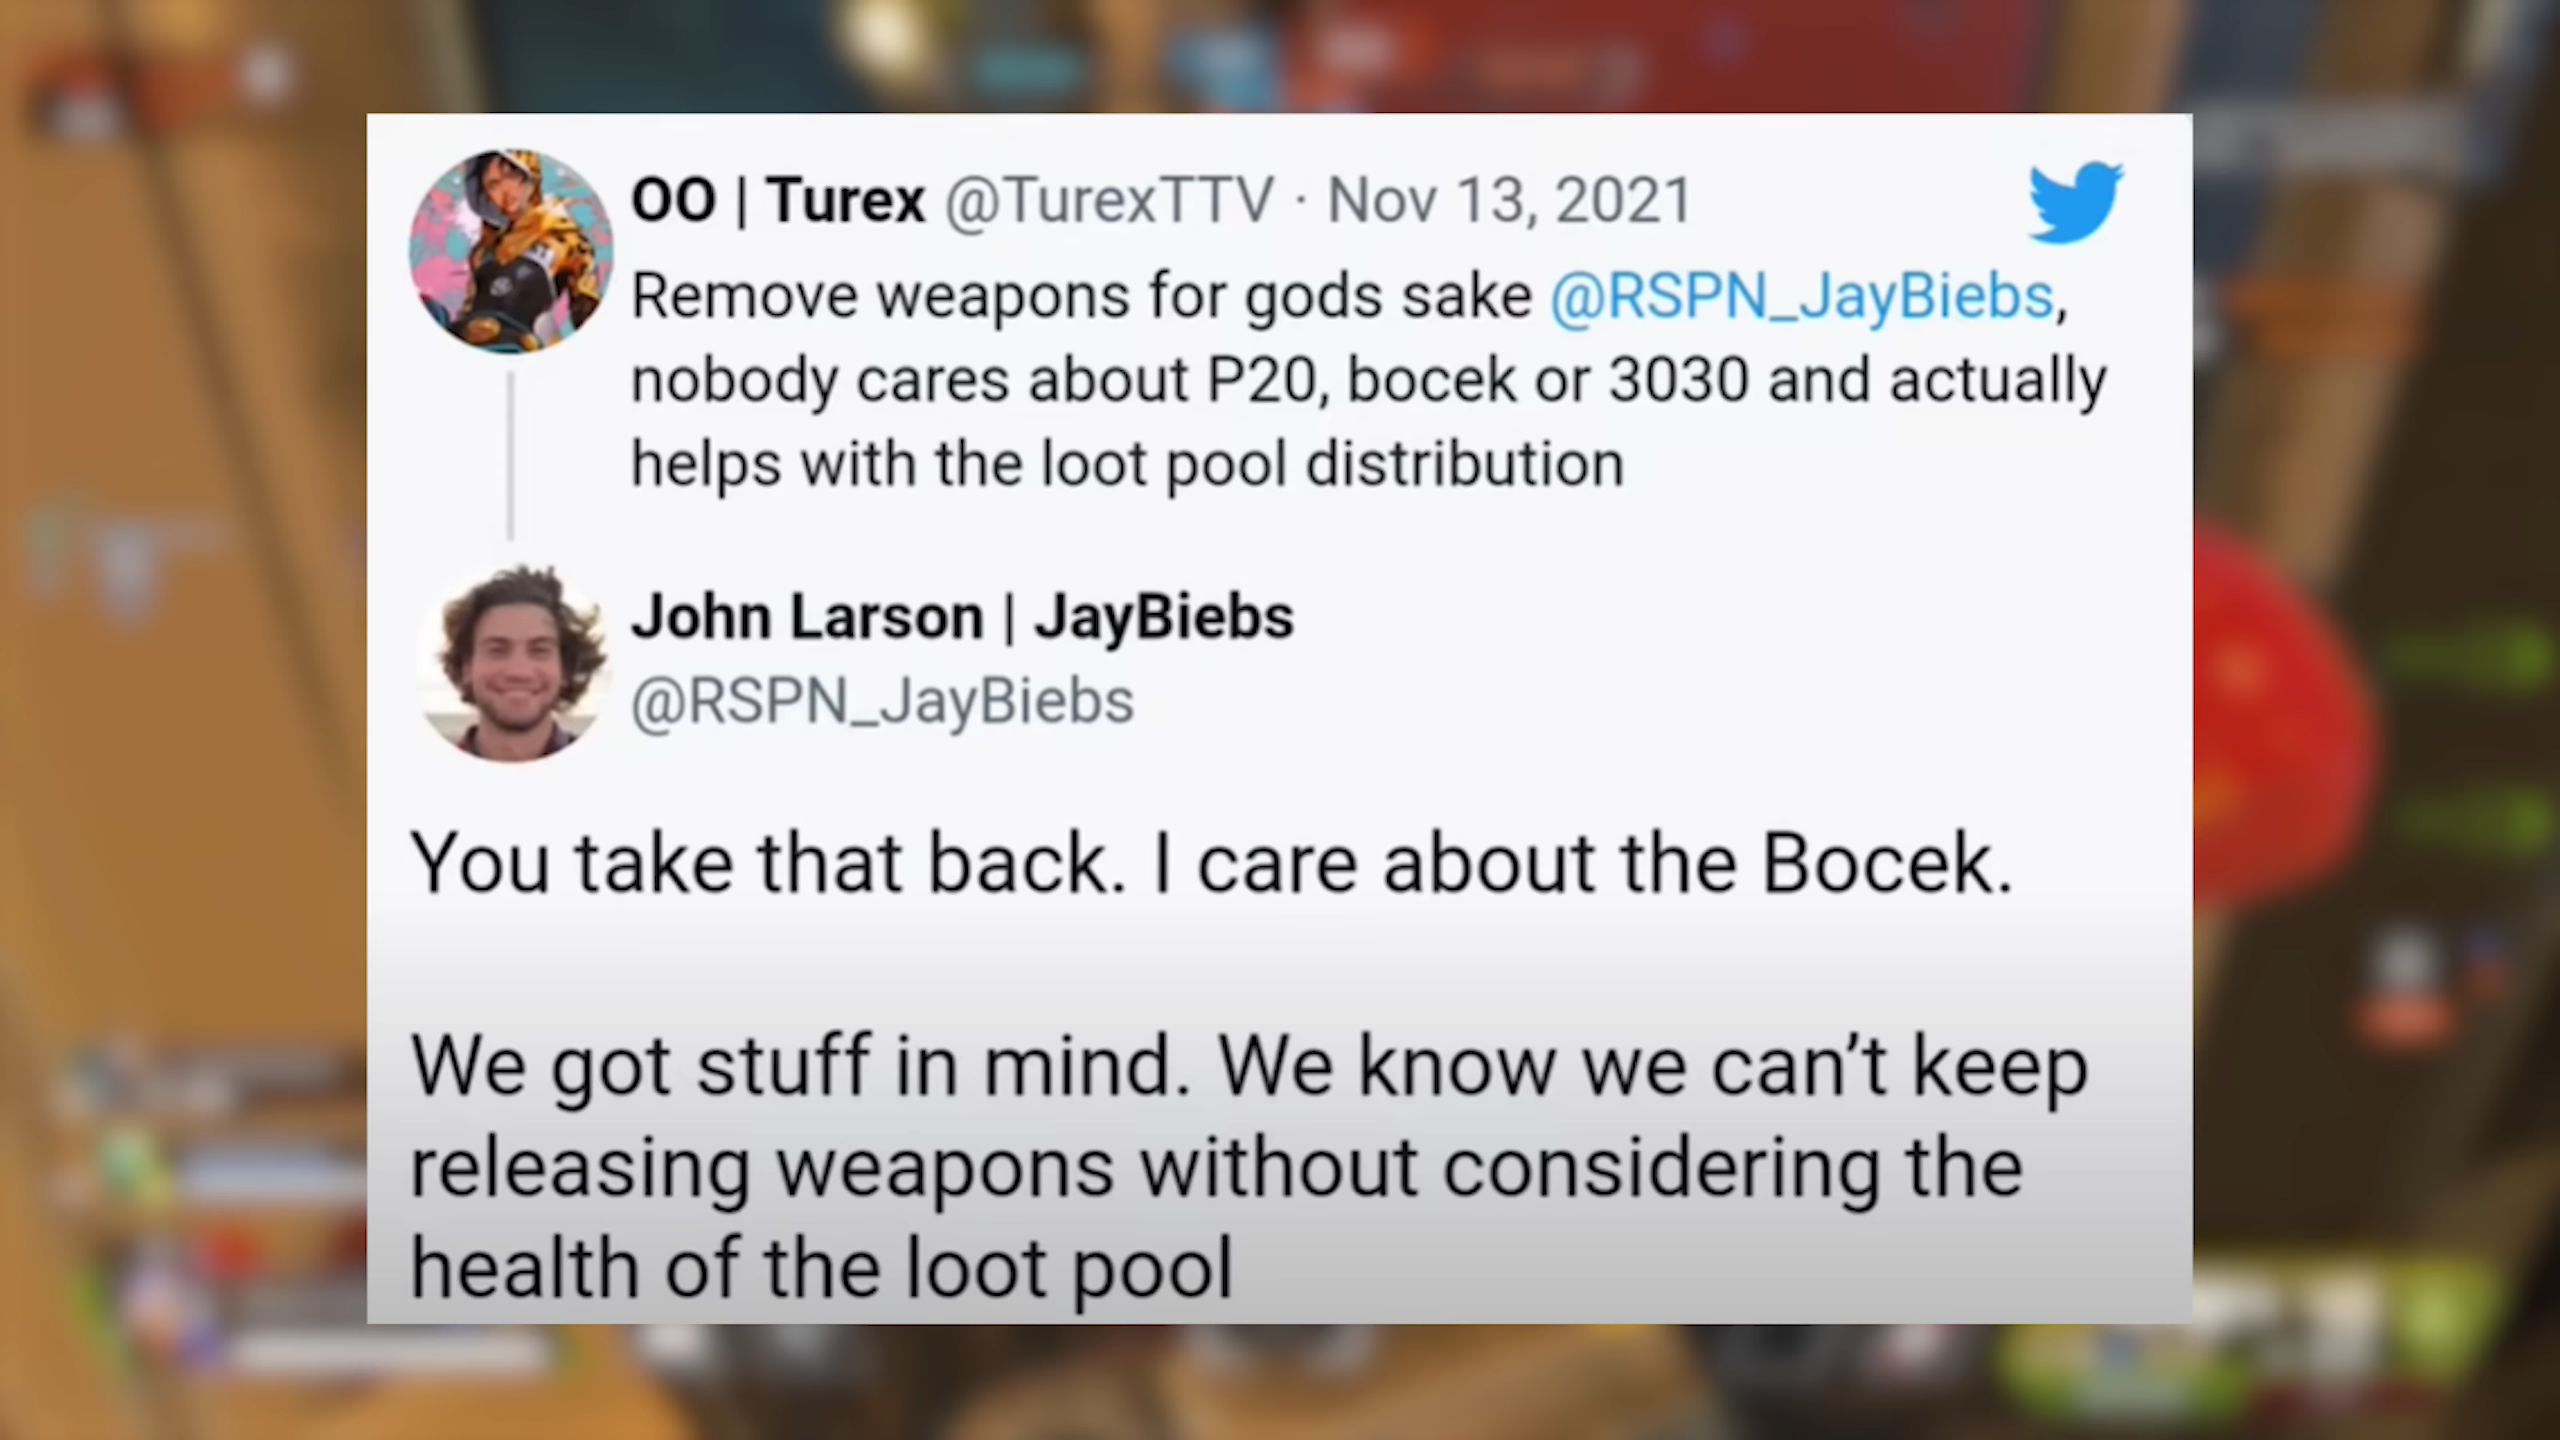 OO | Turex @TurexTTV · Nov 13, 2021
Remove weapons for gods sake @RSPN_JayBiebs,
nobody cares about P20, bocek or 3030 and actually
helps with the loot pool distribution
John Larson | JayBiebs
@RSPN_JayBiebs
You take that back. I care about the Bocek.
We got stuff in mind. We know we can’t keep
releasing weapons without considering the
health of the loot pool